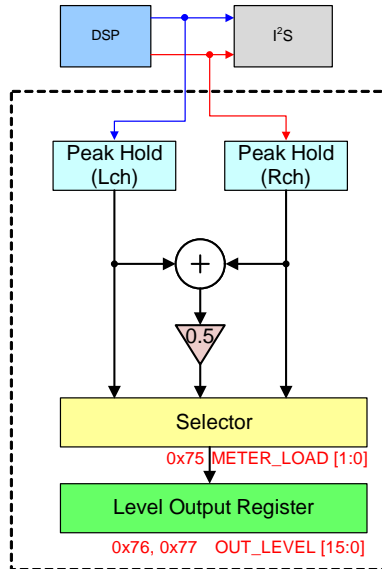 DSP
I²S
Peak Hold
(Lch)
Peak Hold
(Rch)
+
0.5
Selector
0x75 METER_LOAD [1:0]
Level Output Register
0x76, 0x77 OUT_LEVEL [15:0]